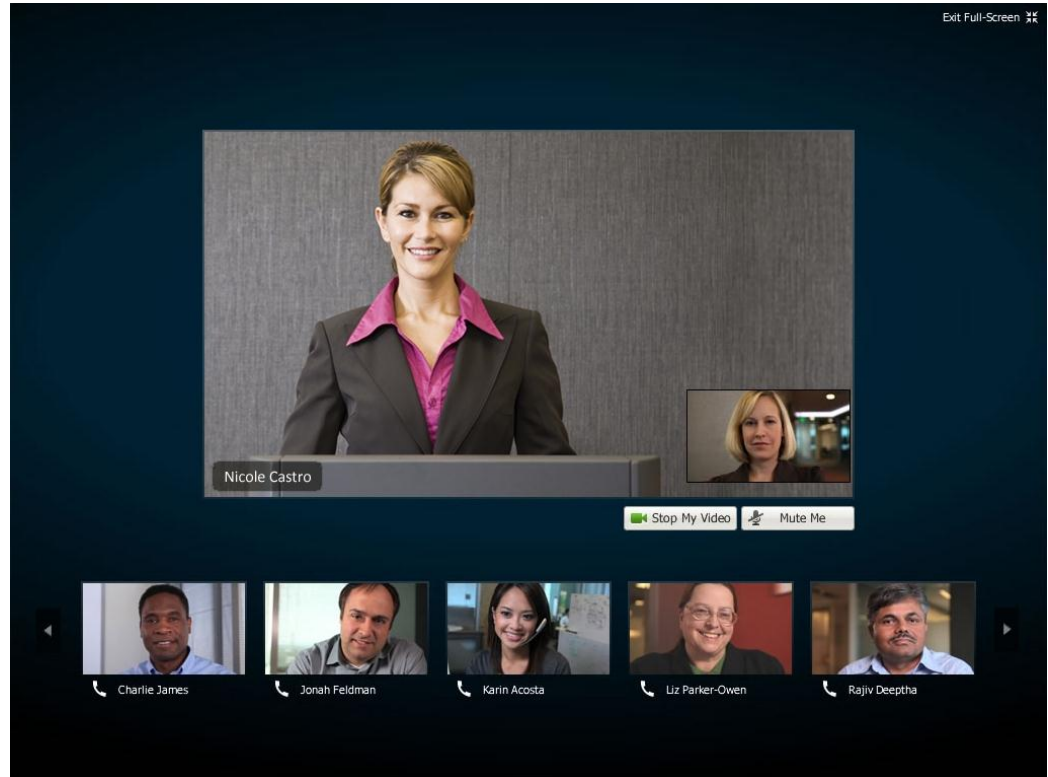 Exit Full-Screen
Nicole Castro
Stop My Video
Mute Me
Charlie James
Jonah Feldman
Karin Acosta
Liz Parker-Owen
Rajiv Deeptha